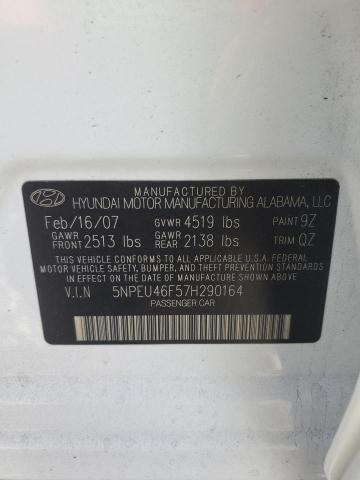 MANUFACTURED BY
HYUNDAI MOTOR MANUFACTURING ALABAMA, LLC
Feb/16/07 GVWR 4519 lbs PAINT 9Z
GAWR FRONT 2513 lbs GAWR REAR 2138 lbs TRIM QZ
THIS VEHICLE CONFORMS TO ALL APPLICABLE U.S. FEDERAL
MOTOR VEHICLE SAFETY, BUMPER, AND THEFT PREVENTION
STANDARDS IN EFFECT ON THE DATE OF MANUFACTURE SHOWN ABOVE.
V.I.N 5NPEU46F57H290164
PASSENGER CAR